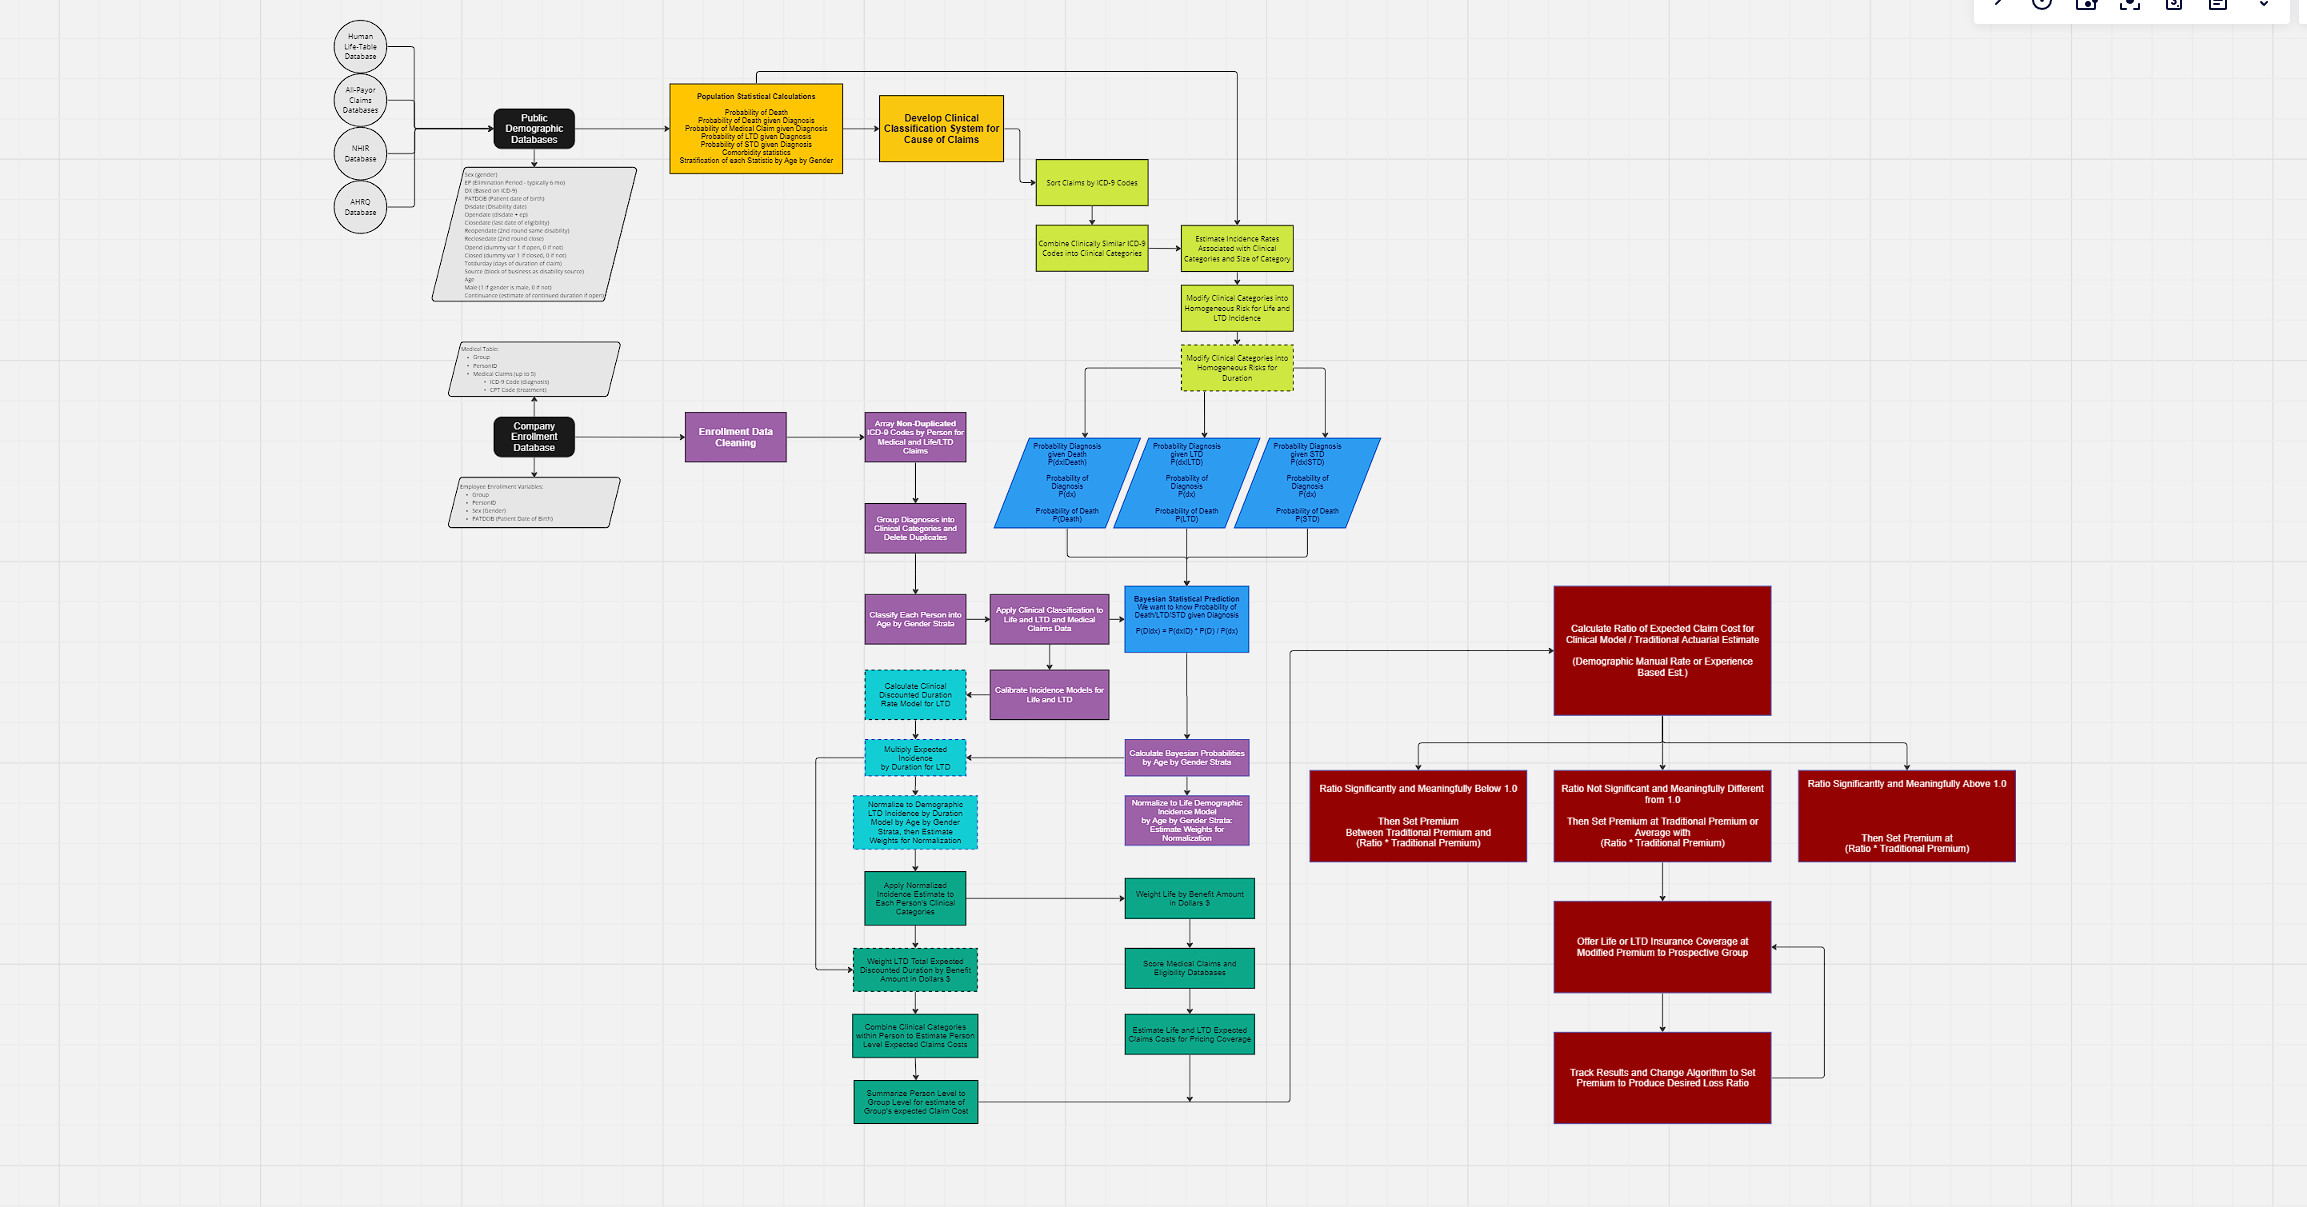 Human
Life-Table
Database
All-Payor
Claims
Databases
NHIR
Database
AHRQ
Database
Public
Demographic
Databases
Sex (gender)
EP (Elimination Period - typically 6 mo)
DX (Based on ICD-9)
PATDOB (Patient date of birth)
Disdate (Disability date)
Opendate (disdate + ep)
Closedate (last date of eligibility)
Reopendate (2nd round same disability)
Reclosedate (2nd round close)
Opend (dummy var 1 if open, 0 if not)
Closed (dummy var 1 if closed, 0 if not)
Totdurday (days of duration of claim)
Source (block of business as disability source)
Age
Male (1 if gender is male, 0 if not)
Continuance (estimate of continued duration if open)
Population Statistical Calculations
Probability of Death
Probability of Death given Diagnosis
Probability of Medical Claim given Diagnosis
Probability of LTD given Diagnosis
Probability of STD given Diagnosis
Comorbidity statistics
Stratification of each Statistic by Age by Gender
Develop Clinical
Classification System for
Cause of Claims
Sort Claims by ICD-9 Codes
Combine Clinically Similar ICD-9
Codes into Clinical Categories
Estimate Incidence Rates
Associated with Clinical
Categories and Size of Category
Modify Clinical Categories into
Homogeneous Risk for Life and
LTD Incidence
Modify Clinical Categories into
Homogeneous Risks for
Duration
Medical Table:
• Group
• PersonID
• Medical Claims (up to 5)
• ICD-9 Code (diagnosis)
• CPT Code (treatment)
Company
Enrollment
Database
Employee Enrollment Variables:
• Group
• PersonID
• Sex (Gender)
• PATDOB (Patient Date of Birth)
Enrollment Data
Cleaning
Array Non-Duplicated
ICD-9 Codes by Person for
Medical and Life/LTD
Claims
Group Diagnoses into
Clinical Categories and
Delete Duplicates
Classify Each Person into
Age by Gender Strata
Apply Clinical Classification to
Life and LTD and Medical
Claims Data
Calibrate Incidence Models for
Life and LTD
Probability Diagnosis
given Death
P(dx|Death)
Probability of
Diagnosis
P(dx)
Probability of Death
P(Death)
Probability Diagnosis
given LTD
P(dx|LTD)
Probability of
Diagnosis
P(dx)
Probability of Death
P(LTD)
Probability Diagnosis
given STD
P(dx|STD)
Probability of
Diagnosis
P(dx)
Probability of Death
P(STD)
Bayesian Statistical Prediction
We want to know Probability of
Death/LTD/STD given Diagnosis
P(D|dx) = P(dx|D) * P(D) / P(dx)
Calculate Clinical
Discounted Duration
Rate Model for LTD
Multiply Expected
Incidence
by Duration for LTD
Normalize to Demographic
LTD Incidence by Duration
Model by Age by Gender
Strata, then Estimate
Weights for Normalization
Calculate Bayesian Probabilities
by Age by Gender Strata
Normalize to Life Demographic
Incidence Model
by Age by Gender Strata:
Estimate Weights for
Normalization
Apply Normalized
Incidence Estimate to
Each Person's Clinical
Categories
Weight LTD Total Expected
Discounted Duration by Benefit
Amount in Dollars $
Combine Clinical Categories
within Person to Estimate Person
Level Expected Claims Costs
Summarize Person Level to
Group Level for estimate of
Group's expected Claim Cost
Weight Life by Benefit Amount
in Dollars $
Score Medical Claims and
Eligibility Databases
Estimate Life and LTD Expected
Claims Costs for Pricing Coverage
Calculate Ratio of Expected Claim Cost for
Clinical Model / Traditional Actuarial Estimate
(Demographic Manual Rate or Experience
Based Est.)
Ratio Significantly and Meaningfully Below 1.0
Then Set Premium
Between Traditional Premium and
(Ratio * Traditional Premium)
Ratio Not Significant and Meaningfully Different
from 1.0
Then Set Premium at Traditional Premium or
Average with
(Ratio * Traditional Premium)
Ratio Significantly and Meaningfully Above 1.0
Then Set Premium at
(Ratio * Traditional Premium)
Offer Life or LTD Insurance Coverage at
Modified Premium to Prospective Group
Track Results and Change Algorithm to Set
Premium to Produce Desired Loss Ratio